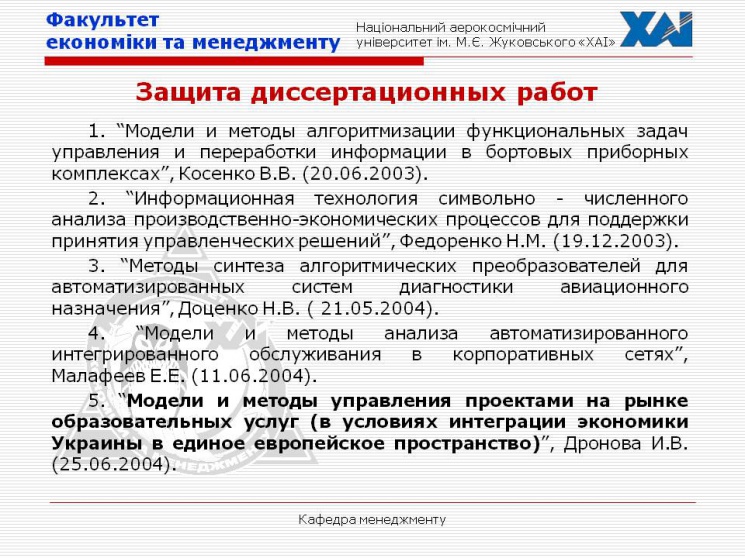 Факультет
економіки та менеджменту
Національний аерокосмічний
університет ім. М.Є. Жуковського «ХАІ»
ХАІ
Защита диссертационных работ
1. “Модели и методы алгоритмизации функциональных задач
управления и переработки информации в бортовых приборных
комплексах”, Косенко В.В. (20.06.2003).
2. “Информационная технология символьно - численного
анализа производственно-экономических процессов для поддержки
принятия управленческих решений”, Федоренко Н.М. (19.12.2003).
3. “Методы синтеза алгоритмических преобразователей для
автоматизированных систем диагностики авиационного
назначения”, Доценко Н.В. ( 21.05.2004).
4. “Модели и методы анализа автоматизированного
интегрированного обслуживания в корпоративных сетях”,
Малафеев Е.Е. (11.06.2004).
5. “Модели и методы управления проектами на рынке
образовательных услуг (в условиях интеграции экономики
Украины в единое европейское пространство)”, Дронова И.В.
(25.06.2004).
Кафедра менеджменту